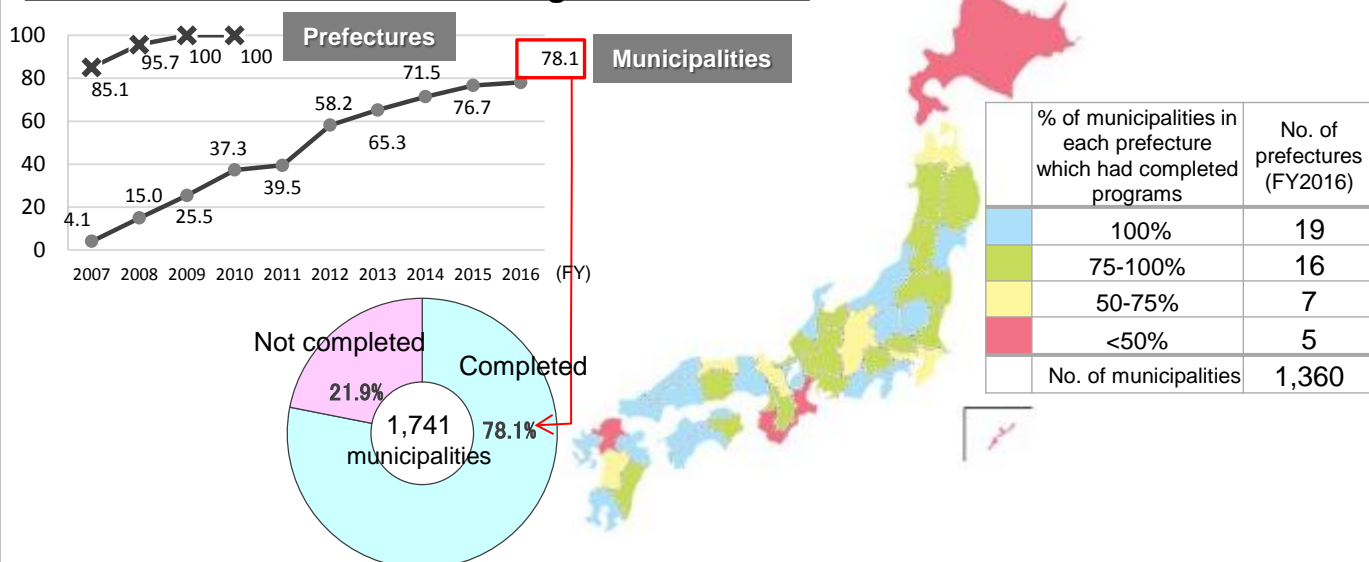 100
80
60
40
20
0
85.1
95.7
100
100
Prefectures
Municipalities
4.1
15.0
25.5
37.3
39.5
58.2
65.3
71.5
76.7
78.1
2007 2008 2009 2010 2011 2012 2013 2014 2015 2016 (FY)
Not completed
21.9%
Completed
78.1%
1,741
municipalities
% of municipalities in
each prefecture
which had completed
programs
No. of
prefectures
(FY2016)
100% 19
75-100% 16
50-75% 7
<50% 5
No. of municipalities 1,360